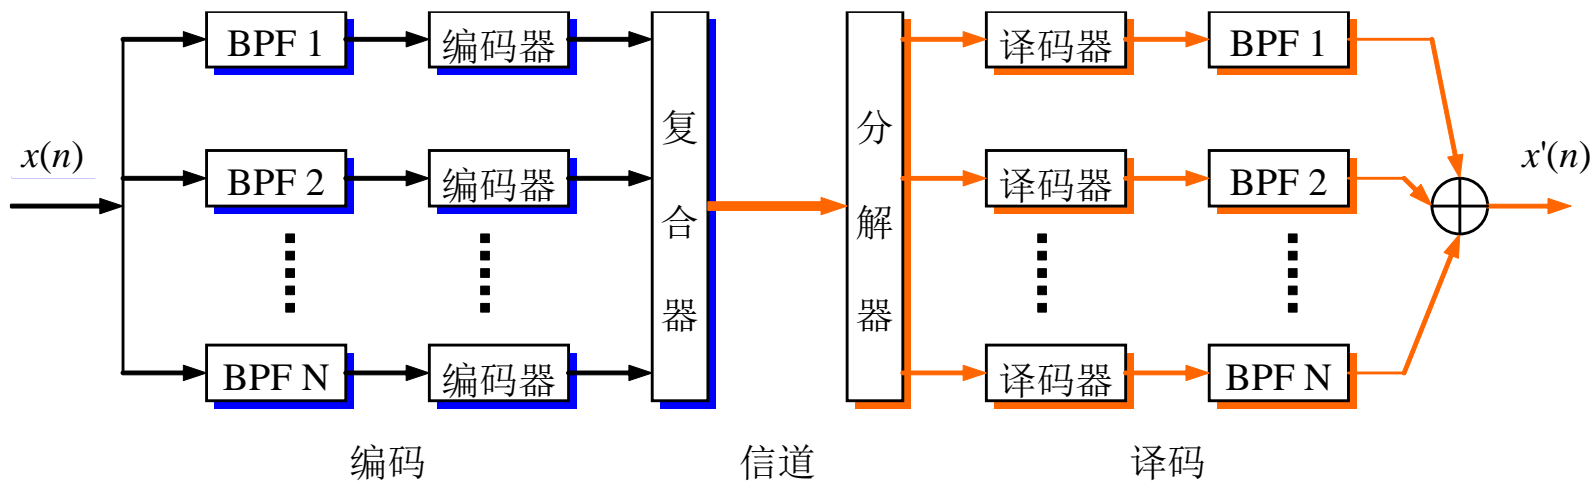 BPF 1
编码器
复合器
分解器
译码器
BPF 1
x(n)
BPF 2
编码器
译码器
BPF 2
x'(n)
BPF N
编码器
译码器
BPF N
编码
信道
译码